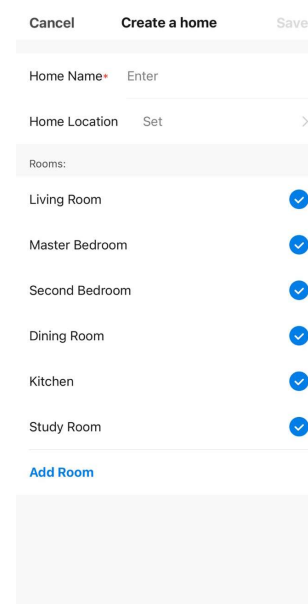 Cancel Create a home Save
Home Name* Enter
Home Location Set
Rooms:
Living Room
Master Bedroom
Second Bedroom
Dining Room
Kitchen
Study Room
Add Room